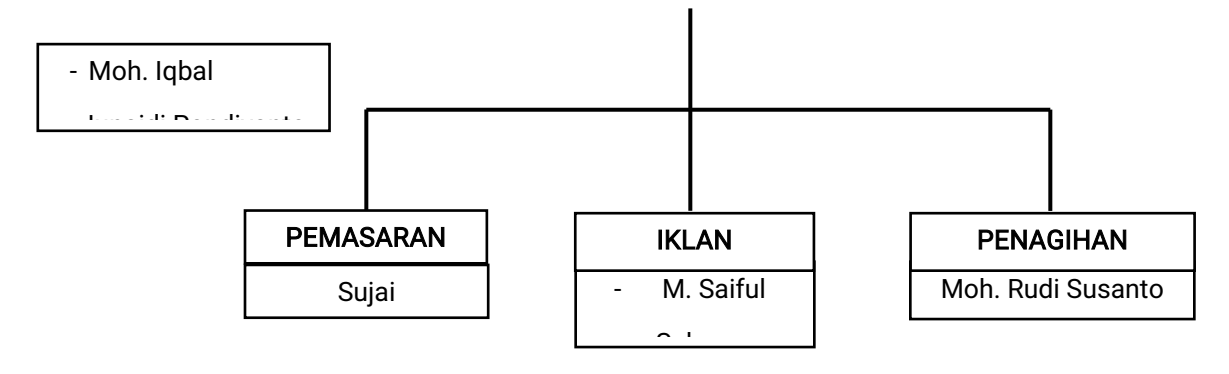 - Moh. Iqbal
PEMASARAN
Sujai
IKLAN
- M. Saiful
PENAGIHAN
Moh. Rudi Susanto